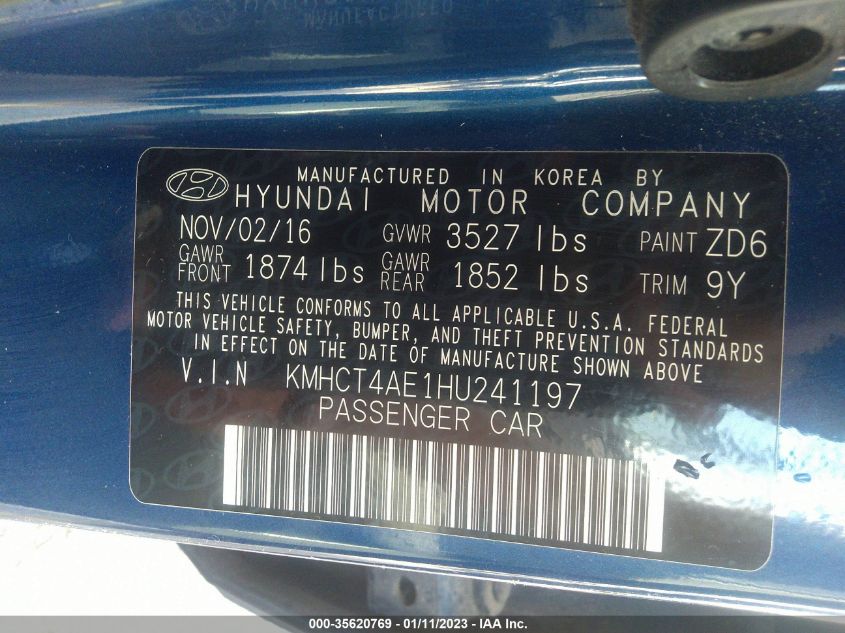 MANUFACTURED IN KOREA BY
HYUNDAI MOTOR COMPANY
NOV/02/16 GVWR 3527 lbs PAINT ZD6
GAWR FRONT 1874 lbs GAWR REAR 1852 lbs TRIM 9Y
THIS VEHICLE CONFORMS TO ALL APPLICABLE U.S.A. FEDERAL
MOTOR VEHICLE SAFETY, BUMPER, AND THEFT PREVENTION STANDARDS
IN EFFECT ON THE DATE OF MANUFACTURE SHOWN ABOVE
V.I.N KMHCT4AE1HU241197
PASSENGER CAR
000-35620769 - 01/11/2023 - IAA Inc.